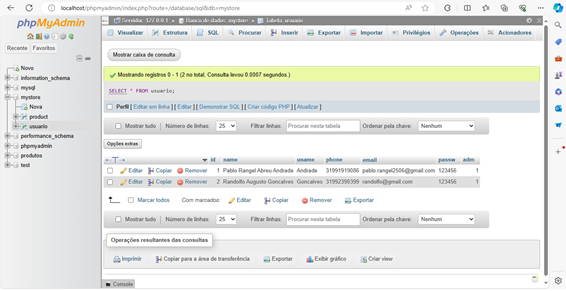 localhost/phpmyadmin/index.php?route=/database/sql&db=mystore
phpMyAdmin
Recente Favoritos
Novo
information_schema
mysql
mystore
Nova
product
usuario
performance_schema
phpmyadmin
produtos
test
Servidor: 127.0.0.1 » Banco de dados: mystore » Tabela: usuario
Visualizar Estrutura SQL Procurar Inserir Exportar Importar Privilégios Operações Acionadores
Mostrar caixa de consulta
Mostrando registros 0 - 1 (2 no total, Consulta levou 0.0007 segundos.)
SELECT * FROM usuario;
Perfil [ Editar em linha ] [ Editar ] [ Demonstrar SQL ] [ Criar código PHP ] [ Atualizar ]
Mostrar tudo | Número de linhas: 25 Filtrar linhas: Procurar nesta tabela Ordenar pela chave: Nenhum
Opções extras
←T→ id name uname phone email passw adm
Editar Copiar Remover 1 Pablo Rangel Abreu Andrade Andrade 31991919086 pablo.rangel2506@gmail.com 123456 1
Editar Copiar Remover 2 Randolfo Augusto Goncalves Goncalves 31992390399 randolfo@gmail.com 123456 1
Marcar todos Com marcados: Editar Copiar Remover Exportar
Mostrar tudo | Número de linhas: 25 Filtrar linhas: Procurar nesta tabela Ordenar pela chave: Nenhum
Operações resultantes das consultas
Imprimir Copiar para a área de transferência Exportar Exibir gráfico Criar view
Console